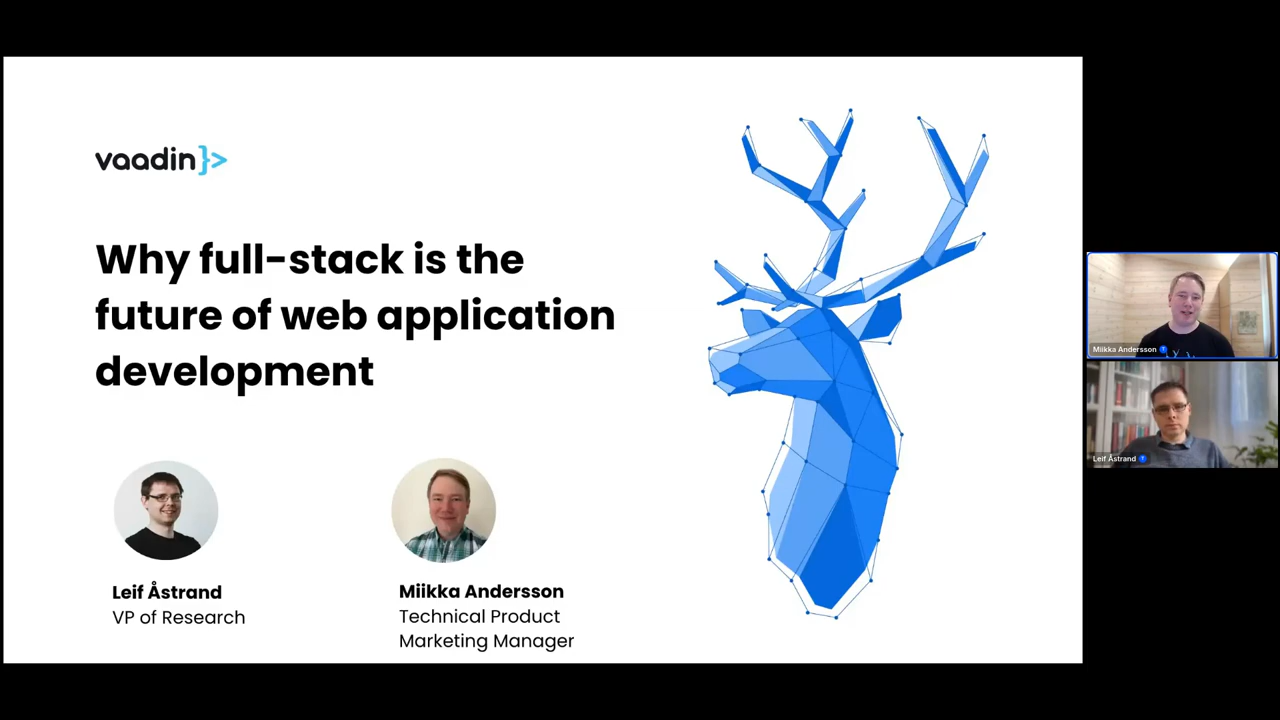 vaadin}>
Why full-stack is the
future of web application
development
Leif Åstrand
VP of Research
Miikka Andersson
Technical Product
Marketing Manager
Miikka Andersson
Leif Åstrand